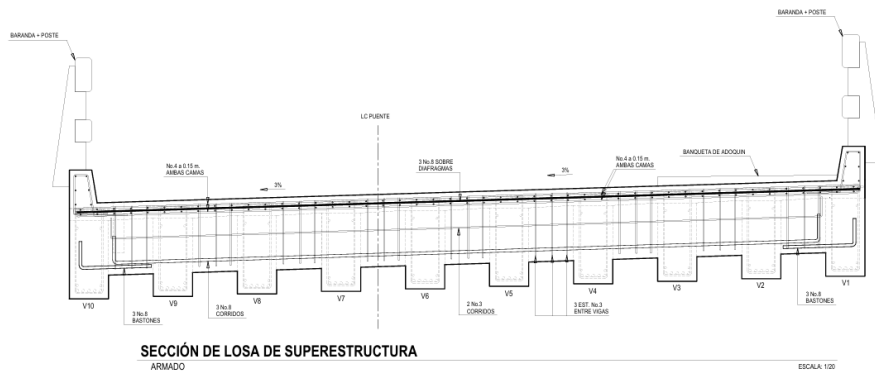 BARANDA + POSTE
BARANDA + POSTE
LC PUENTE
No.4 a 0.15 m.
AMBAS CAMAS
3 No.8 SOBRE
DIAFRAGMAS
No.4 a 0.15 m.
AMBAS CAMAS
BANQUETA DE ADOQUIN
3%
3%
V10
V9
V8
V7
V6
V5
V4
V3
V2
V1
3 No.8
BASTONES
3 No.8
CORRIDOS
2 No.3
CORRIDOS
3 EST. No.3
ENTRE VIGAS
3 No.8
BASTONES
SECCIÓN DE LOSA DE SUPERESTRUCTURA
ARMADO
ESCALA: 1/20